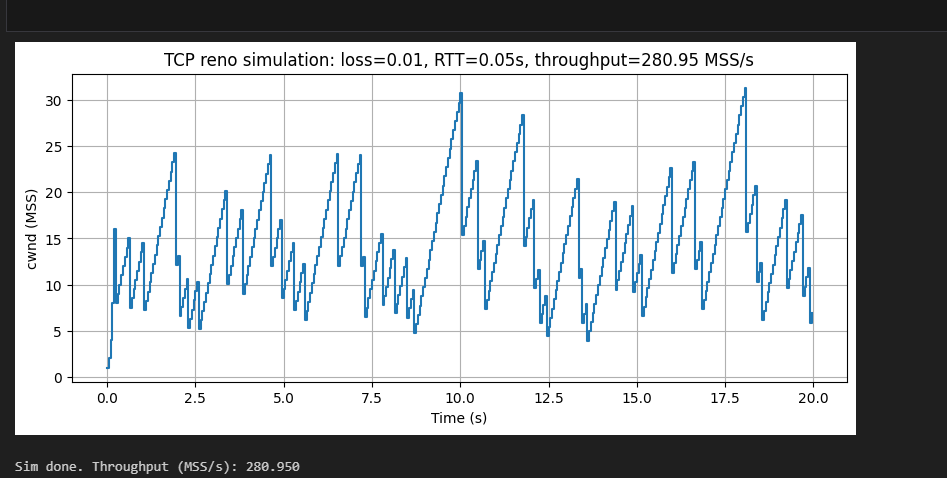 TCP reno simulation: loss=0.01, RTT=0.05s, throughput=280.95 MSS/s
30
25
20
15
10
5
0
cwnd (MSS)
0.0 2.5 5.0 7.5 10.0 12.5 15.0 17.5 20.0
Time (s)
Sim done. Throughput (MSS/s): 280.950